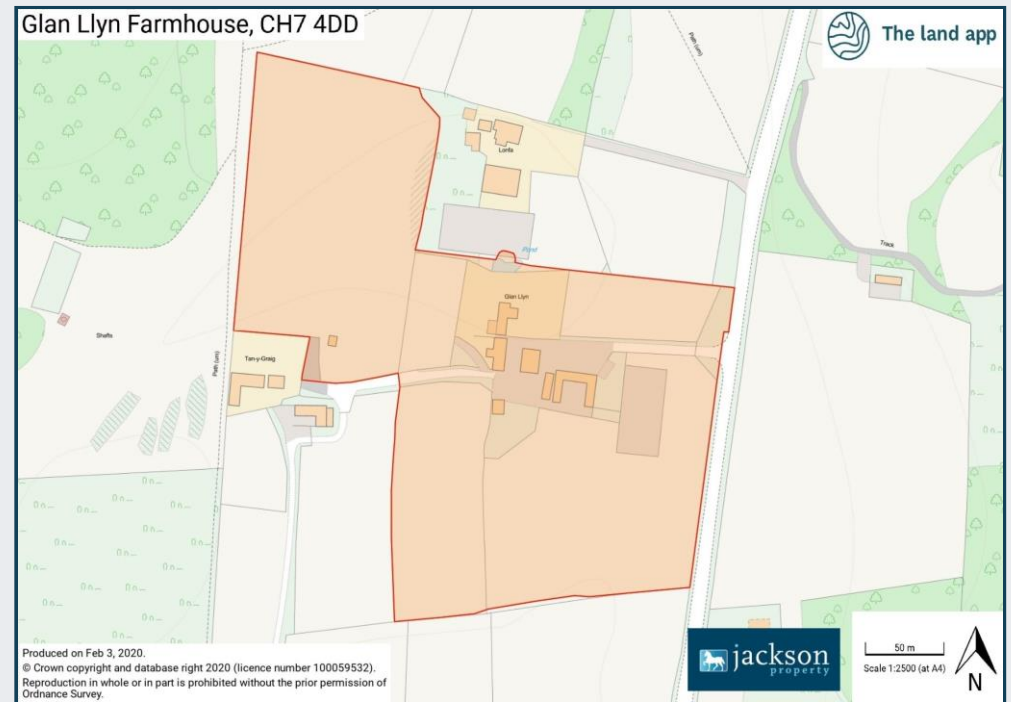 Glan Llyn Farmhouse, CH7 4DD
The land app
Path (um)
Lonfa
Pond
Track
Glan Llyn
Shafts
Tan-y-Graig
Path (um)
Produced on Feb 3, 2020.
© Crown copyright and database right 2020 (licence number 100059532).
Reproduction in whole or in part is prohibited without the prior permission of
Ordnance Survey.
jackson
property
50 m
Scale 1:2500 (at A4)
N